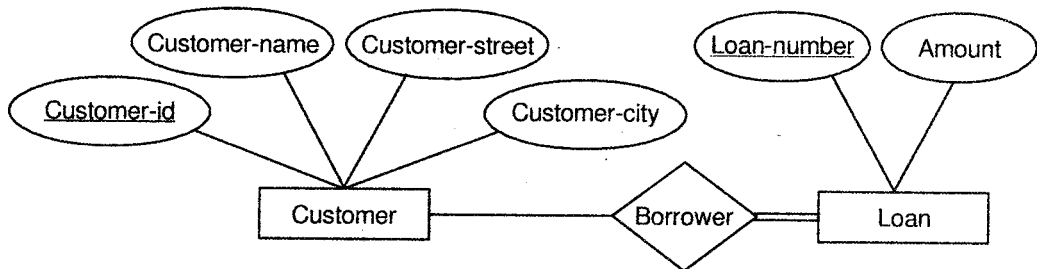 Customer-name
Customer-street
Loan-number
Amount
Customer-id
Customer-city
Customer
Borrower
Loan